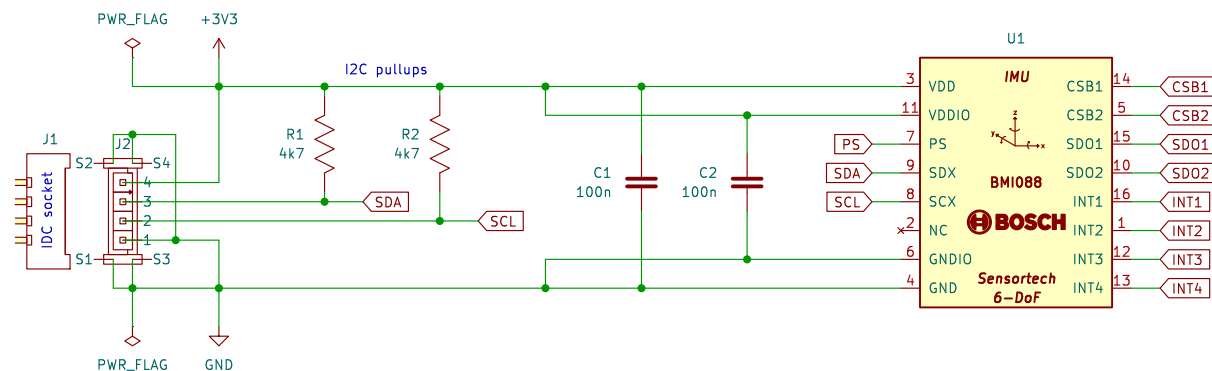 PWR_FLAG
+3V3
I2C pullups
J1
IDC socket
J2
S2
S4
4
3
2
1
S1
S3
R1
4k7
R2
4k7
SDA
SCL
C1
100n
C2
100n
PWR_FLAG
GND
PS
SDA
SCL
U1
IMU
z
y
x
BMI088
BOSCH
Sensortech
6-DoF
3 VDD
11 VDDIO
7 PS
9 SDX
8 SCX
2 NC
6 GNDIO
4 GND
CSB1 14 CSB1
CSB2 5 CSB2
SDO1 15 SDO1
SDO2 10 SDO2
INT1 16 INT1
INT2 1 INT2
INT3 12 INT3
INT4 13 INT4